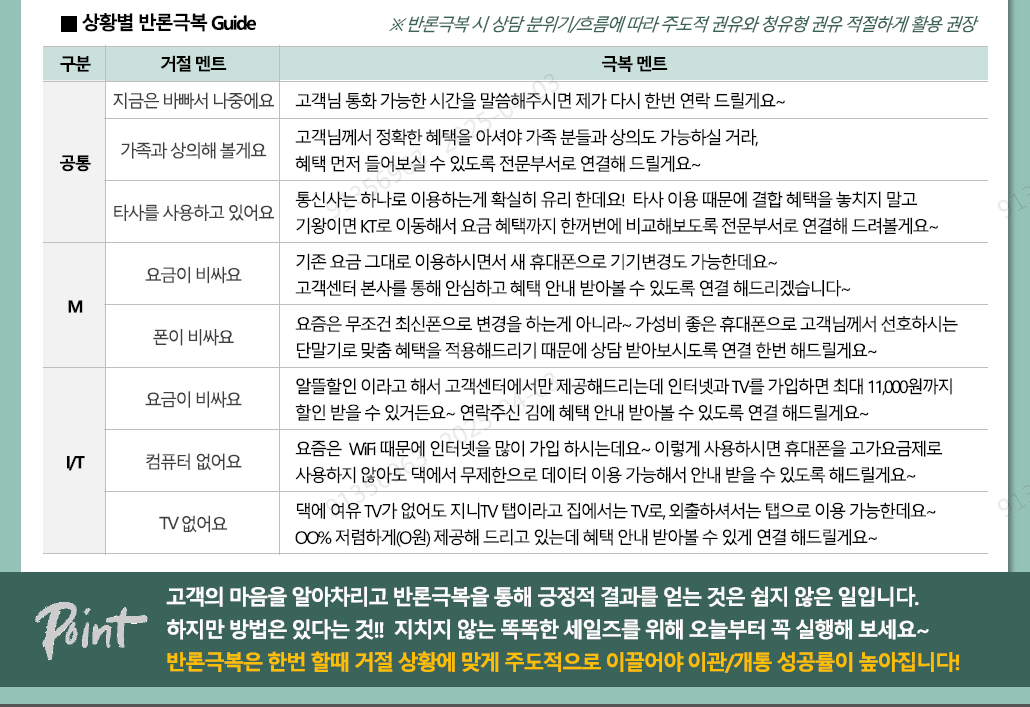 ■ 상황별 반론극복 Guide
※ 반론극복 시 상담 분위기/흐름에 따라 주도적 권유와 청유형 권유 적절하게 활용 권장
구분 거절 멘트 극복 멘트
공통
지금은 바빠서 나중에요
고객님 통화 가능한 시간을 말씀해주시면 제가 다시 한번 연락 드릴게요~
가족과 상의해 볼게요
고객님께서 정확한 혜택을 아셔야 가족 분들과 상의도 가능하실 거라,
혜택 먼저 들어보실 수 있도록 전문부서로 연결해 드릴게요~
타사를 사용하고 있어요
통신사는 하나로 이용하는게 확실히 유리 한데요! 타사 이용 때문에 결합 혜택을 놓치지 말고
기왕이면 KT로 이동해서 요금 혜택까지 한꺼번에 비교해보도록 전문부서로 연결해 드려볼게요~
M
요금이 비싸요
기존 요금 그대로 이용하시면서 새 휴대폰으로 기기변경도 가능한데요~
고객센터 본사를 통해 안심하고 혜택 안내 받아볼 수 있도록 연결 해드리겠습니다~
폰이 비싸요
요즘은 무조건 최신폰으로 변경을 하는게 아니라~ 가성비 좋은 휴대폰으로 고객님께서 선호하시는
단말기로 맞춤 혜택을 적용해드리기 때문에 상담 받아보시도록 연결 한번 해드릴게요~
I/T
요금이 비싸요
알뜰할인 이라고 해서 고객센터에서만 제공해드리는데 인터넷과 TV를 가입하면 최대 11,000원까지
할인 받을 수 있거든요~ 연락주신 김에 혜택 안내 받아볼 수 있도록 연결 해드릴게요~
컴퓨터 없어요
요즘은 WiFi 때문에 인터넷을 많이 가입 하시는데요~ 이렇게 사용하시면 휴대폰을 고가요금제로
사용하지 않아도 댁에서 무제한으로 데이터 이용 가능해서 안내 받을 수 있도록 해드릴게요~
TV 없어요
댁에 여유 TV가 없어도 지니TV 탭이라고 집에서는 TV로, 외출하셔서는 탭으로 이용 가능한데요~
OO% 저렴하게(O원) 제공해 드리고 있는데 혜택 안내 받아볼 수 있게 연결 해드릴게요~
Point
고객의 마음을 알아차리고 반론극복을 통해 긍정적 결과를 얻는 것은 쉽지 않은 일입니다.
하지만 방법은 있다는 것!! 지치지 않는 똑똑한 세일즈를 위해 오늘부터 꼭 실행해 보세요~
반론극복은 한번 할때 거절 상황에 맞게 주도적으로 이끌어야 이관/개통 성공률이 높아집니다!